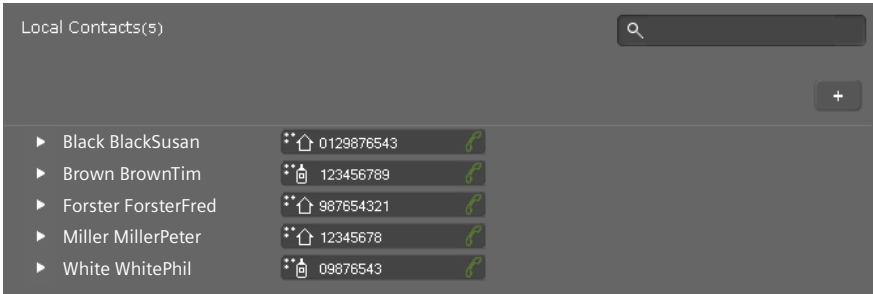 Local Contacts(5)
+
Black BlackSusan 0129876543
Brown BrownTim 123456789
Forster ForsterFred 987654321
Miller MillerPeter 12345678
White WhitePhil 09876543